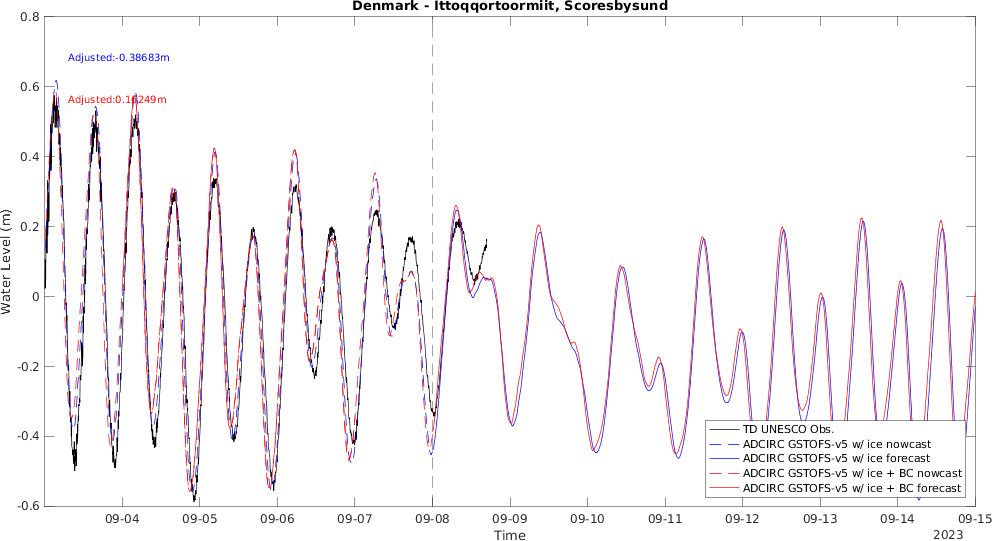 Denmark - Ittoqqortoormiit, Scoresbysund
0.8
0.6
0.4
0.2
0
-0.2
-0.4
-0.6
Water Level (m)
Adjusted:-0.38683m
Adjusted:0.16249m
TD UNESCO Obs.
ADCIRC GSTOFS-v5 w/ ice nowcast
ADCIRC GSTOFS-v5 w/ ice forecast
ADCIRC GSTOFS-v5 w/ ice + BC nowcast
ADCIRC GSTOFS-v5 w/ ice + BC forecast
09-04 09-05 09-06 09-07 09-08 09-09 09-10 09-11 09-12 09-13 09-14 09-15
Time
2023